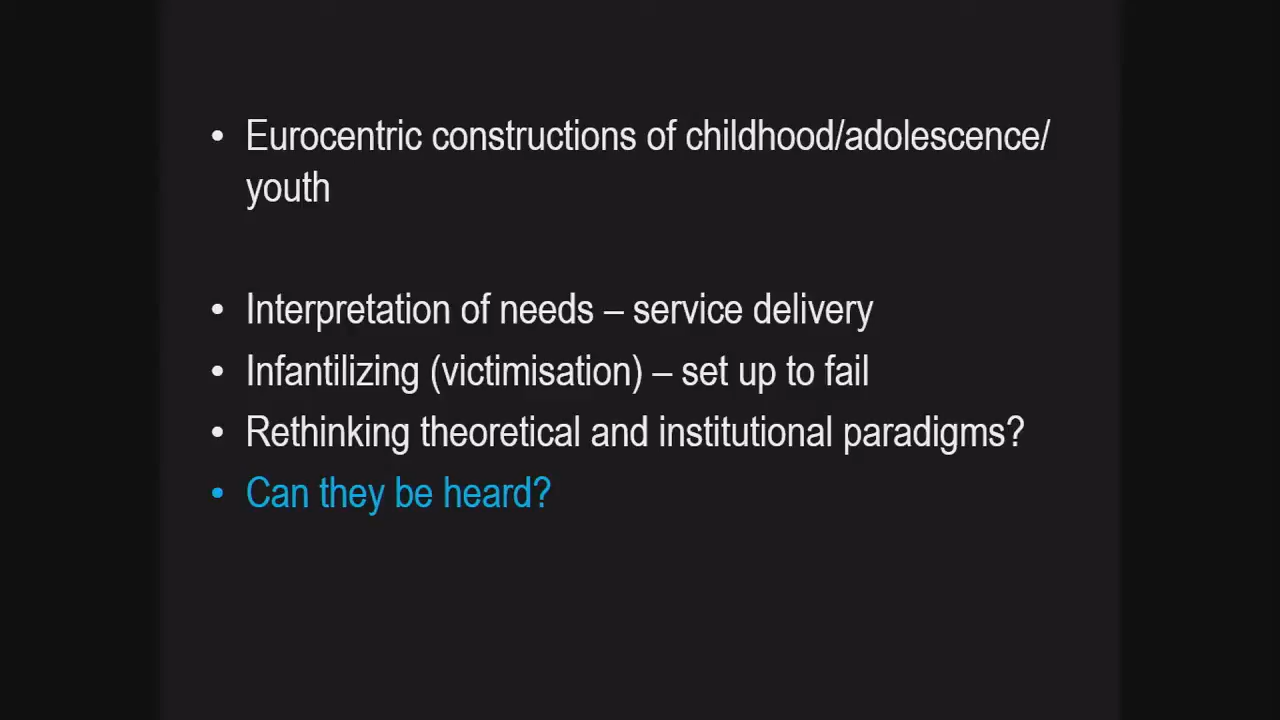 • Eurocentric constructions of childhood/adolescence/
youth
• Interpretation of needs – service delivery
• Infantilizing (victimisation) – set up to fail
• Rethinking theoretical and institutional paradigms?
• Can they be heard?